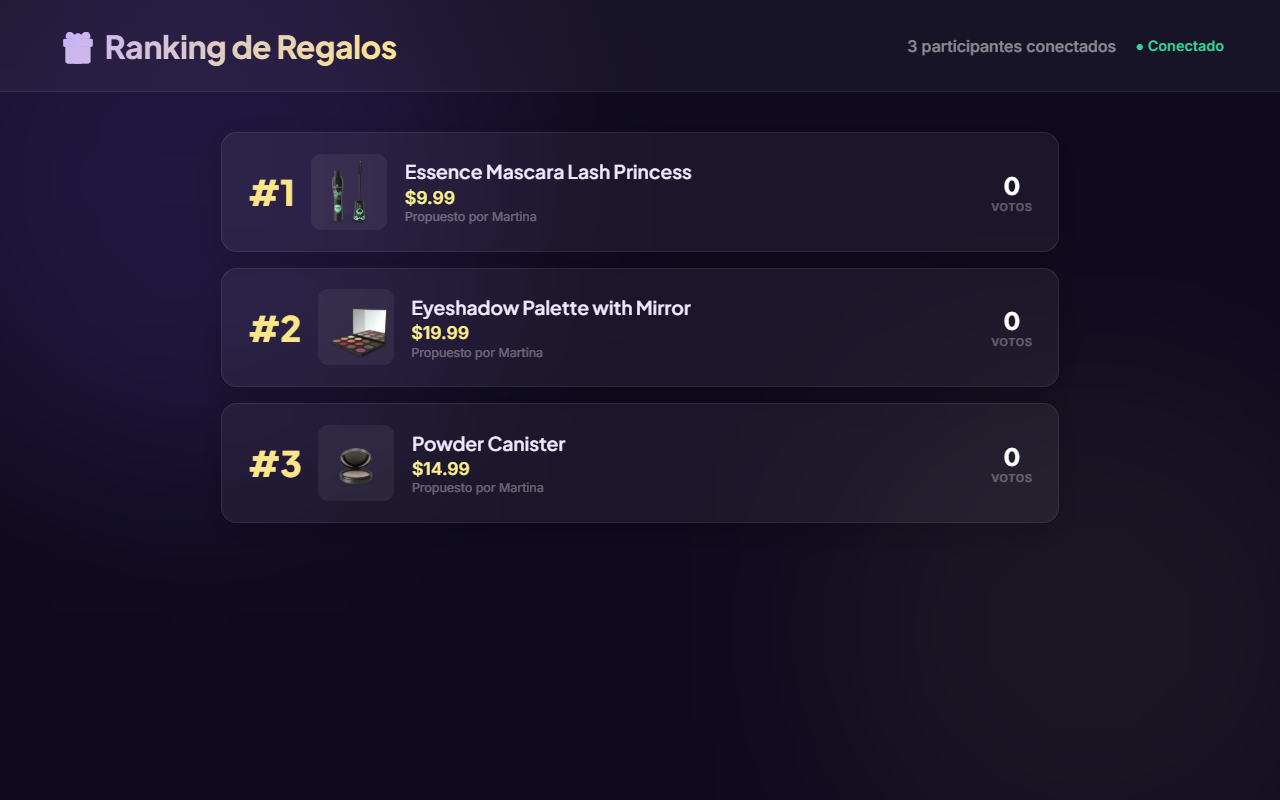 Ranking de Regalos
3 participantes conectados
● Conectado
#1
Essence Mascara Lash Princess
$9.99
Propuesto por Martina
0
VOTOS
#2
Eyeshadow Palette with Mirror
$19.99
Propuesto por Martina
0
VOTOS
#3
Powder Canister
$14.99
Propuesto por Martina
0
VOTOS